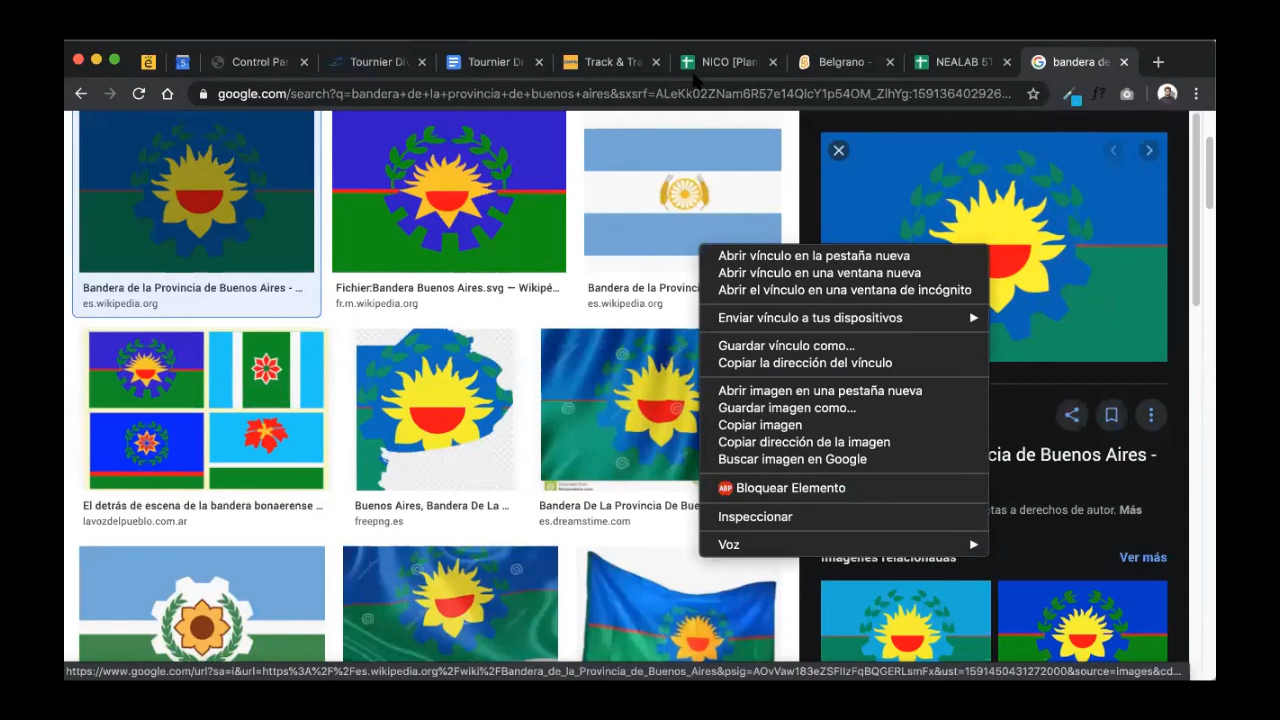 Control Par
Tournier Div
Tournier Di
Track & Tra
NICO [Plan
Belgrano -
NEALAB 5T
bandera de
google.com/search?q=bandera+de+la+provincia+de+buenos+aires&sxsrf=ALeKk02ZNam6R57e14QlcY1p54OM_ZlhYg:159136402926...
Bandera de la Provincia de Buenos Aires - ...
es.wikipedia.org
Fichier:Bandera Buenos Aires.svg — Wikipé...
fr.m.wikipedia.org
Bandera de la Provinci
es.wikipedia.org
Abrir vínculo en la pestaña nueva
Abrir vínculo en una ventana nueva
Abrir el vínculo en una ventana de incógnito
Enviar vínculo a tus dispositivos
Guardar vínculo como...
Copiar la dirección del vínculo
Abrir imagen en una pestaña nueva
Guardar imagen como...
Copiar imagen
Copiar dirección de la imagen
Buscar imagen en Google
ABP Bloquear Elemento
Inspeccionar
Voz
cia de Buenos Aires -
etas a derechos de autor. Más
El detrás de escena de la bandera bonaerense ...
lavozdelpueblo.com.ar
Buenos Aires, Bandera De La ...
freepng.es
Bandera De La Provincia De Bue
es.dreamstime.com
Imágenes relacionadas
Ver más
https://www.google.com/url?sa=i&url=https%3A%2F%2Fes.wikipedia.org%2Fwiki%2FBandera_de_la_Provincia_de_Buenos_Aires&psig=AOvVaw183eZSFIIzFqBQGERLsmFx&ust=1591450431272000&source=images&cd...